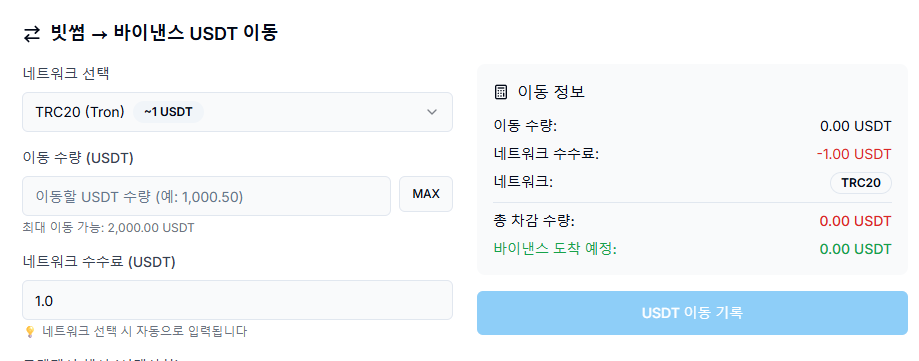 빗썸 → 바이낸스 USDT 이동
네트워크 선택
TRC20 (Tron) ~1 USDT
이동 수량 (USDT)
이동할 USDT 수량 (예: 1,000.50) MAX
최대 이동 가능: 2,000.00 USDT
네트워크 수수료 (USDT)
1.0
💡 네트워크 선택 시 자동으로 입력됩니다
이동 정보
이동 수량: 0.00 USDT
네트워크 수수료: -1.00 USDT
네트워크: TRC20
총 차감 수량: 0.00 USDT
바이낸스 도착 예정: 0.00 USDT
USDT 이동 기록